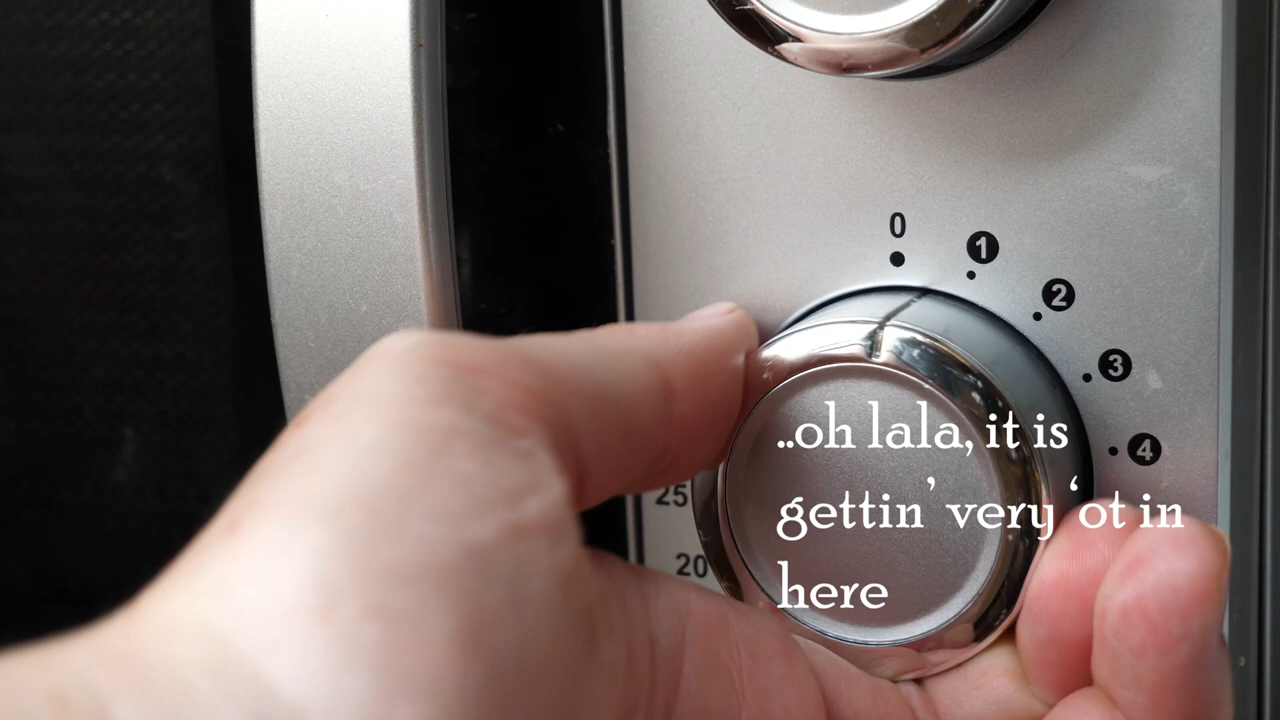 0
1
2
3
4
25
20
..oh lala, it is
gettin' very 'ot in
here